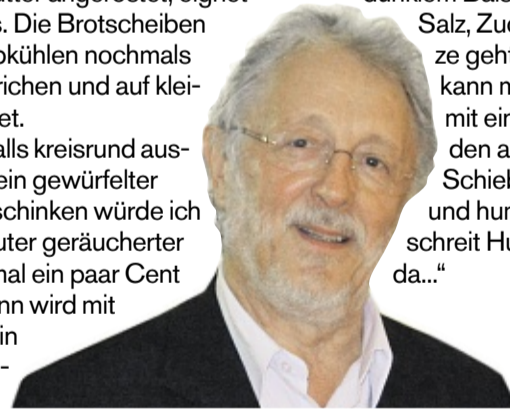 s. Die Brotscheiben
okühlen nochmals
richen und auf klei-
et.
alls kreisrund aus-
ein gewürfelter
schinken würde ich
uter geräucherter
nal ein paar Cent
nn wird mit
in
-
Salz, Zuc
ze geht
kann n
mit ein
den a
Schieb
und hun
schreit Hu
da...“